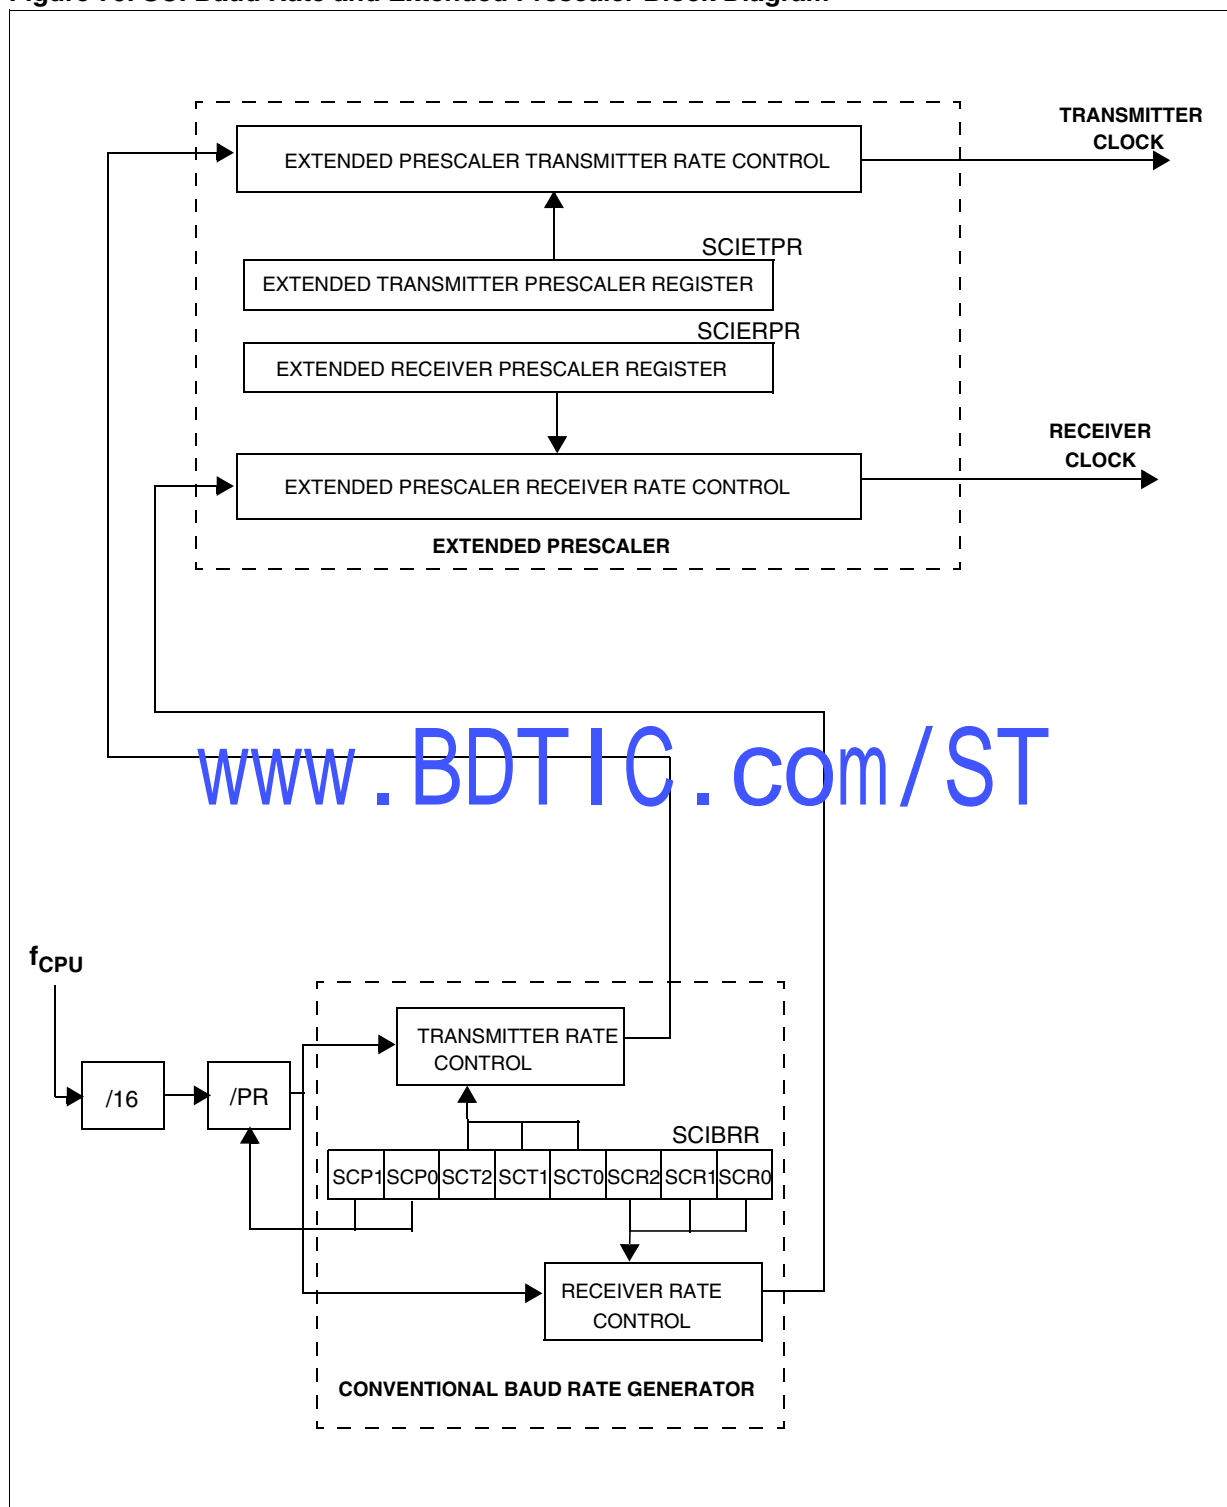 TRANSMITTER
CLOCK
EXTENDED PRESCALER TRANSMITTER RATE CONTROL
SCIETPR
EXTENDED TRANSMITTER PRESCALER REGISTER
SCIERPR
EXTENDED RECEIVER PRESCALER REGISTER
RECEIVER
CLOCK
EXTENDED PRESCALER RECEIVER RATE CONTROL
EXTENDED PRESCALER
www.BDTIC.com/ST
fCPU
TRANSMITTER RATE
CONTROL
/16
/PR
SCIBRR
SCP1 SCP0 SCT2 SCT1 SCT0 SCR2 SCR1 SCR0
RECEIVER RATE
CONTROL
CONVENTIONAL BAUD RATE GENERATOR